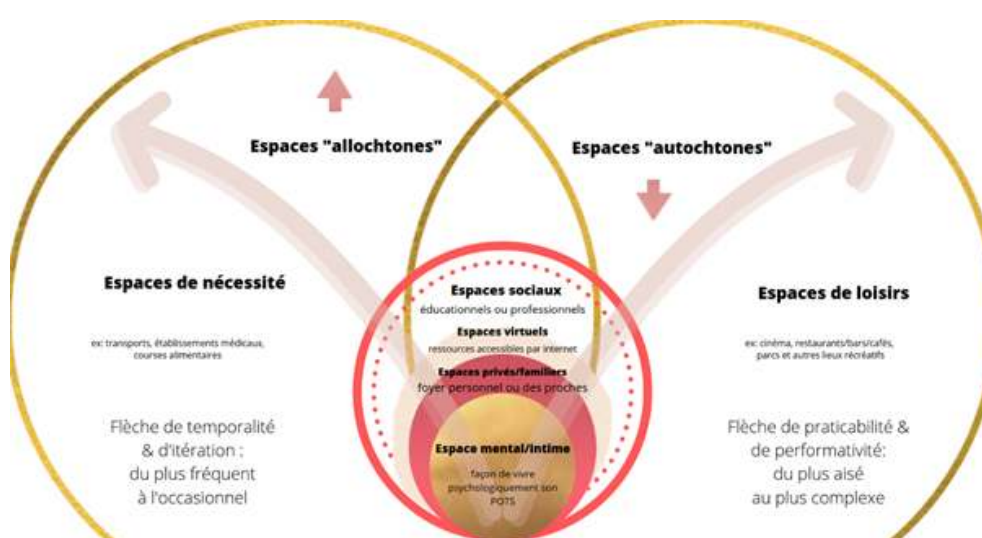 Espaces "allochtones"
Espaces "autochtones"
Espaces de nécessité
ex: transports, établissements médicaux,
courses alimentaires
Flèche de temporalité
& d'itération :
du plus fréquent
à l'occasionnel
Espaces sociaux
éducationnels ou professionnels
Espaces virtuels
ressources accessibles par internet
Espaces privés/familiers
foyer personnel ou des proches
Espace mental/intime
façon de vivre
psychologiquement son
POTS
Espaces de loisirs
ex: cinéma, restaurants/bars/cafés,
parcs et autres lieux récréatifs
Flèche de praticabilité &
de performativité:
du plus aisé
au plus complexe